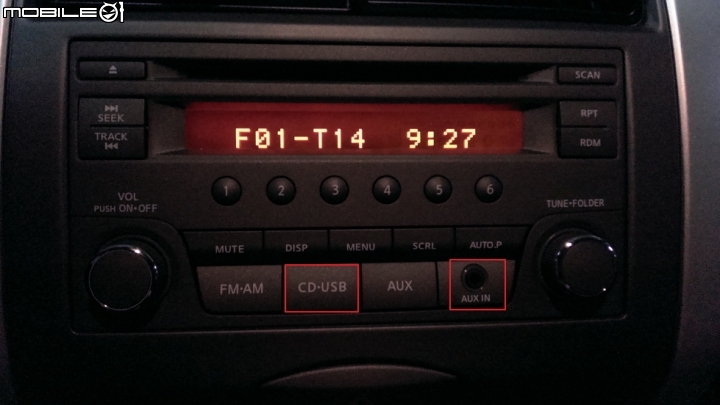 MOBILE01
SCAN
SEEK
TRACK
RPT
RDM
F01-T14 9:27
1 2 3 4 5 6
VOL
PUSH ON•OFF
TUNE•FOLDER
MUTE DISP MENU SCRL AUTO.P
FM•AM CD•USB AUX
AUX IN